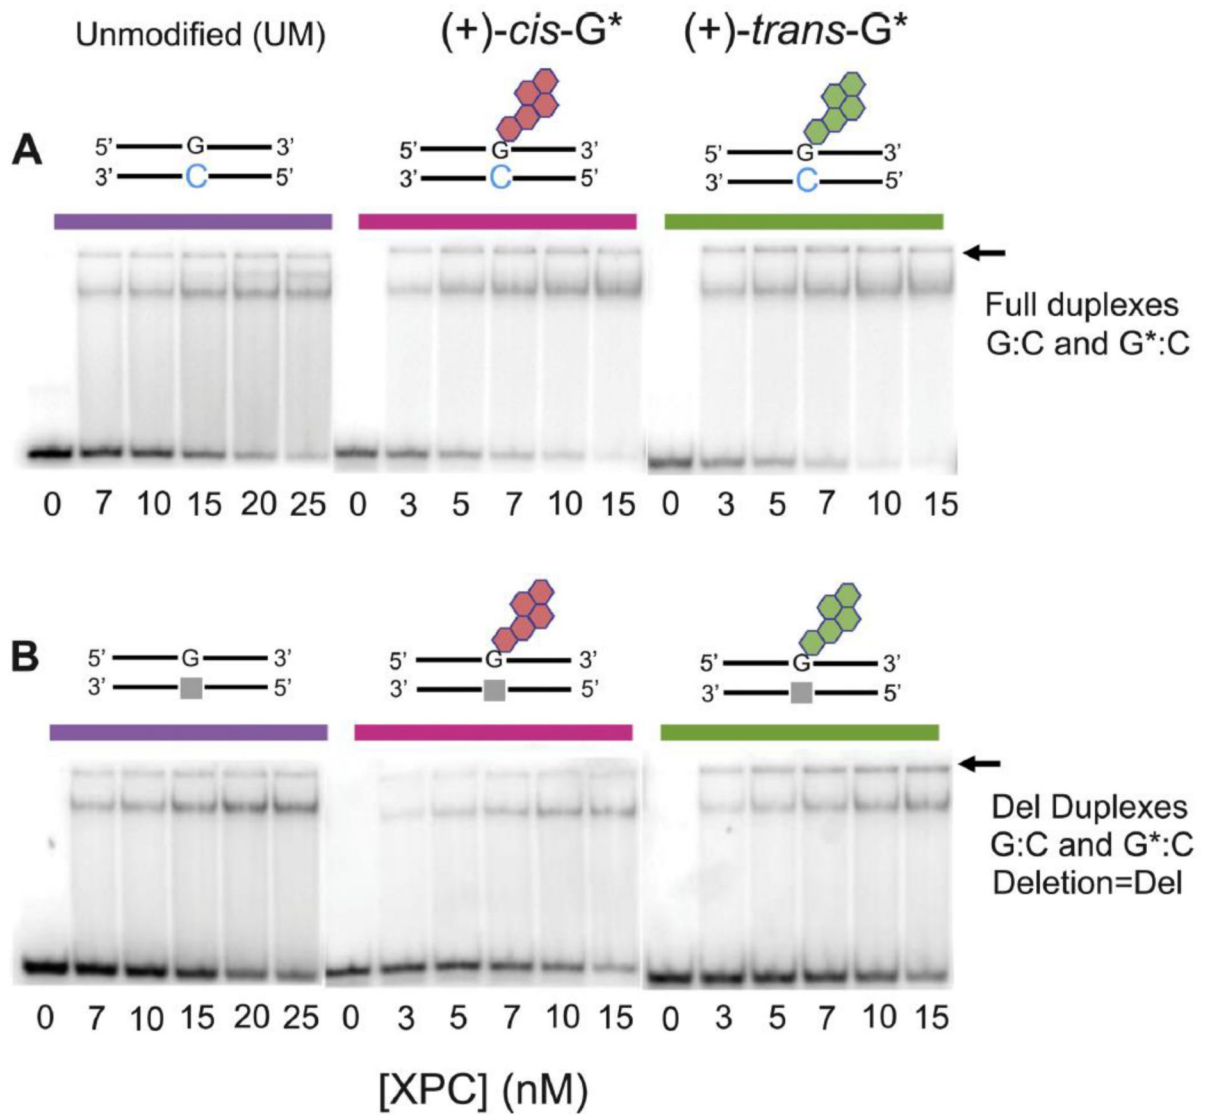 Unmodified (UM) (+)-cis-G* (+)-trans-G*
A
5' G 3' 5' G 3' 5' G 3'
3' C 5' 3' C 5' 3' C 5'
Full duplexes
G:C and G*:C
0 7 10 15 20 25 0 3 5 7 10 15 0 3 5 7 10 15
B
5' G 3' 5' G 3' 5' G 3'
3' 5' 3' 5' 3' 5'
Del Duplexes
G:C and G*:C
Deletion=Del
0 7 10 15 20 25 0 3 5 7 10 15 0 3 5 7 10 15
[XPC] (nM)